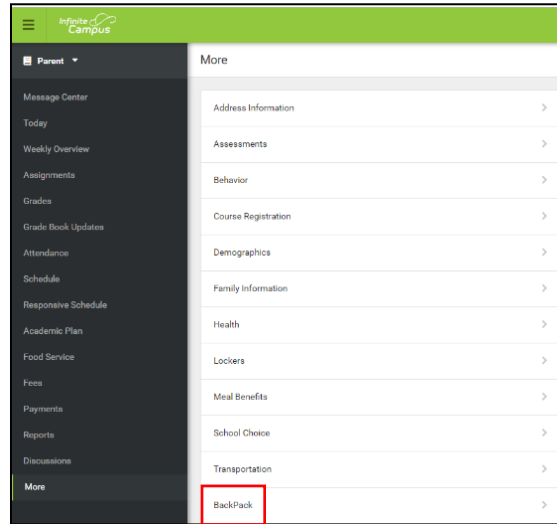 Infinite
Campus
Parent
Message Center
Today
Weekly Overview
Assignments
Grades
Grade Book Updates
Attendance
Schedule
Responsive Schedule
Academic Plan
Food Service
Fees
Payments
Reports
Discussions
More
More
Address Information
Assessments
Behavior
Course Registration
Demographics
Family Information
Health
Lockers
Meal Benefits
School Choice
Transportation
BackPack